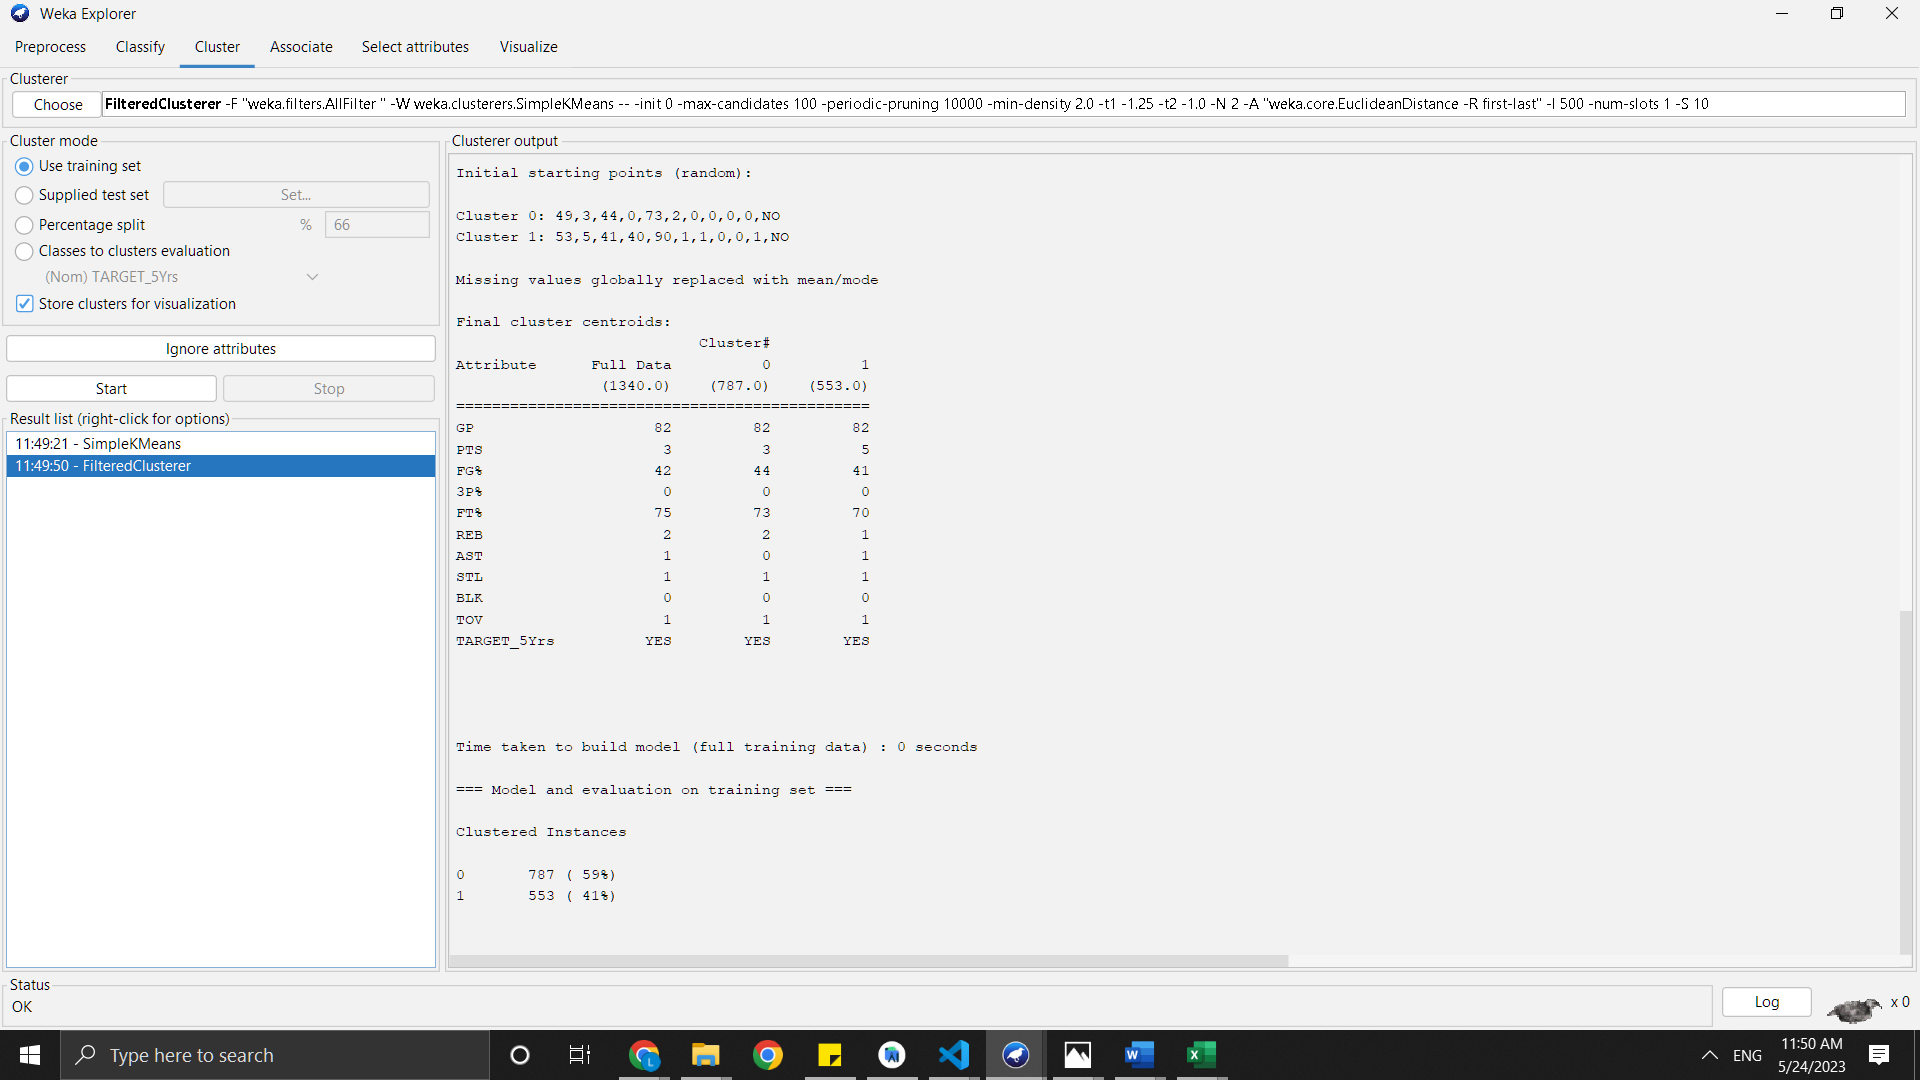 Weka Explorer
Preprocess Classify Cluster Associate Select attributes Visualize
Clusterer
Choose FilteredClusterer -F "weka.filters.AllFilter " -W weka.clusterers.SimpleKMeans -- -init 0 -max-candidates 100 -periodic-pruning 10000 -min-density 2.0 -t1 -1.25 -t2 -1.0 -N 2 -A "weka.core.EuclideanDistance -R first-last" -I 500 -num-slots 1 -S 10
Cluster mode
Use training set
Supplied test set Set...
Percentage split % 66
Classes to clusters evaluation
(Nom) TARGET_5Yrs
Store clusters for visualization
Ignore attributes
Start Stop
Result list (right-click for options)
11:49:21 - SimpleKMeans
11:49:50 - FilteredClusterer
Clusterer output
Initial starting points (random):
Cluster 0: 49,3,44,0,73,2,0,0,0,0,NO
Cluster 1: 53,5,41,40,90,1,1,0,0,1,NO
Missing values globally replaced with mean/mode
Final cluster centroids:
Cluster#
Attribute Full Data 0 1
(1340.0) (787.0) (553.0)
==============================================
GP 82 82 82
PTS 3 3 5
FG% 42 44 41
3P% 0 0 0
FT% 75 73 70
REB 2 2 1
AST 1 0 1
STL 1 1 1
BLK 0 0 0
TOV 1 1 1
TARGET_5Yrs YES YES YES
Time taken to build model (full training data) : 0 seconds
=== Model and evaluation on training set ===
Clustered Instances
0 787 ( 59%)
1 553 ( 41%)
Status
OK
Log x 0
Type here to search
ENG
11:50 AM
5/24/2023